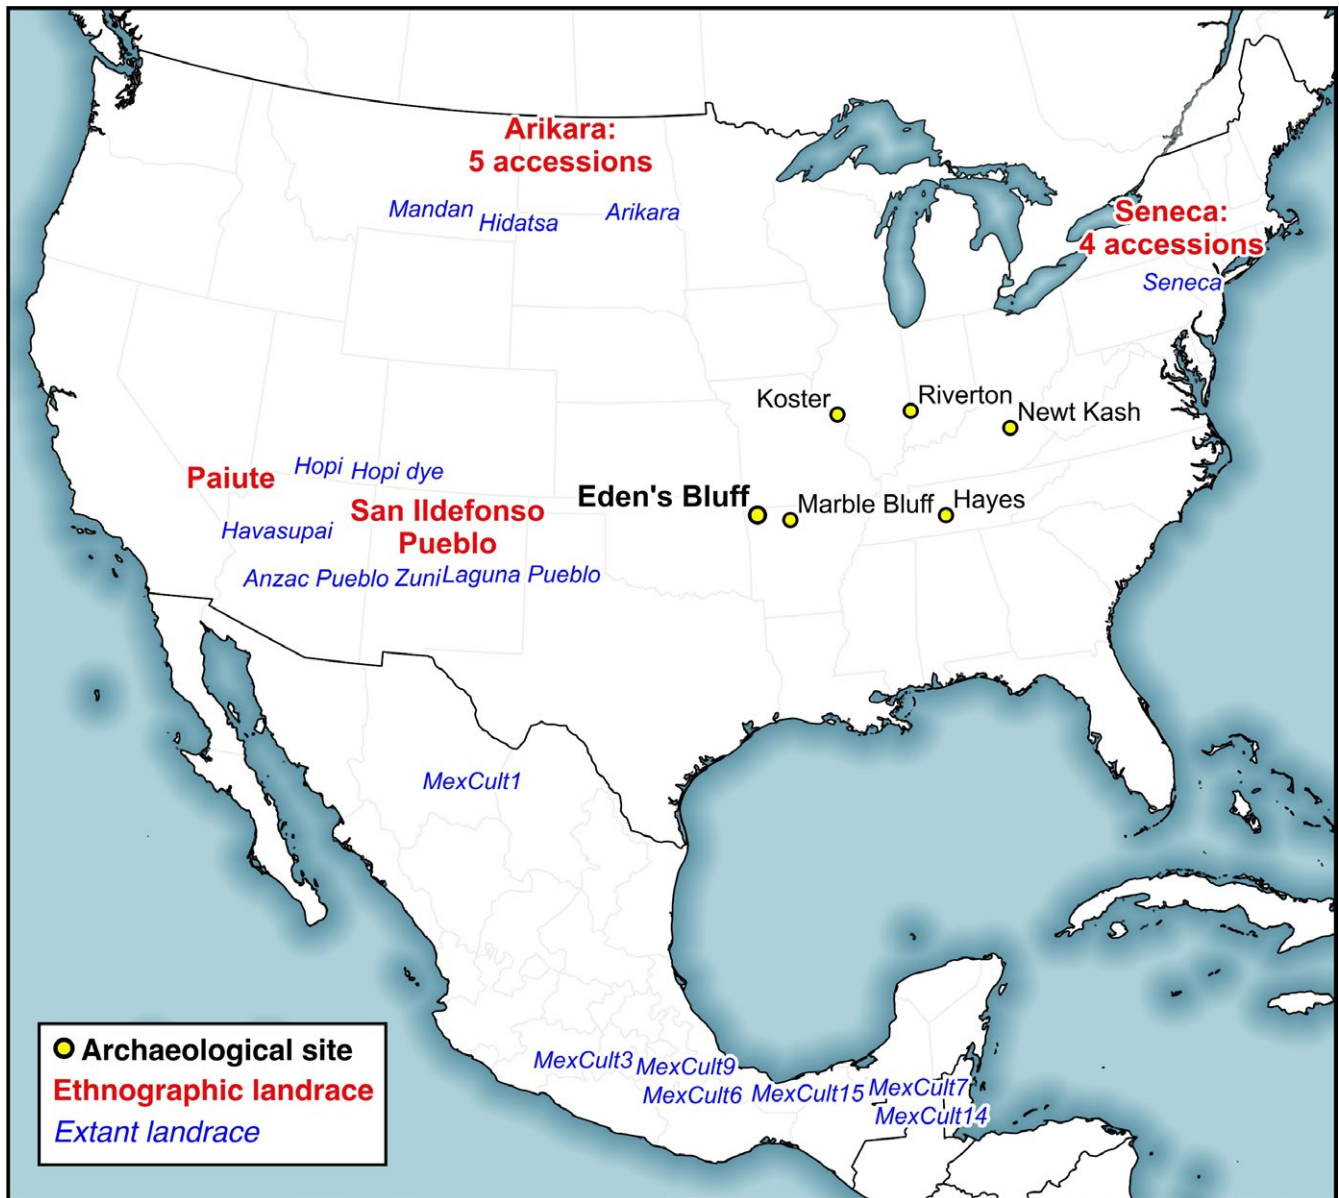 Arikara:
5 accessions
Mandan
Hidatsa
Arikara
Seneca:
4 accessions
Seneca
Koster
Riverton
Newt Kash
Paiute
Hopi
Hopi dye
Eden's Bluff
Marble Bluff
Hayes
San Ildefonso
Pueblo
Havasupai
Anzac Pueblo
Zuni
Laguna Pueblo
MexCult1
MexCult3
MexCult9
MexCult6
MexCult15
MexCult7
MexCult14
Archaeological site
Ethnographic landrace
Extant landrace